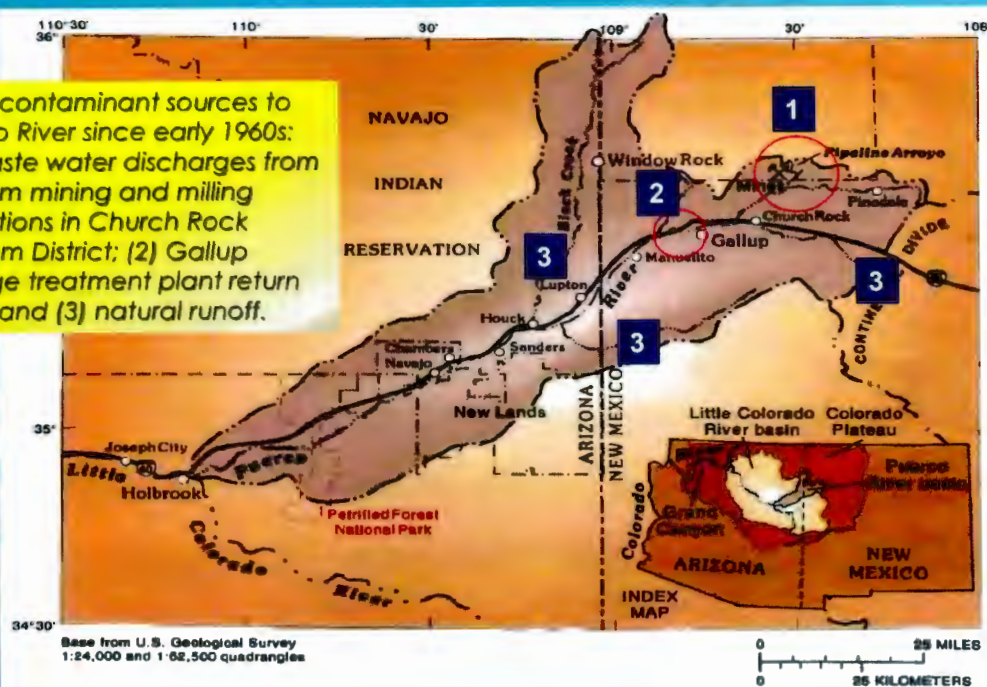 110°30'
110°
30'
109°
30'
108
36°
contaminant sources to
o River since early 1960s:
aste water discharges from
m mining and milling
tions in Church Rock
m District; (2) Gallup
ge treatment plant return
and (3) natural runoff.
NAVAJO
INDIAN
RESERVATION
1
Pipeline Arroyo
Window Rock
Black Creek
Mines
Pinedale
2
Church Rock
Gallup
Manuelito
3
Lupton
River
3
Houck
3
Sanders
Chambers
Navajo
CONTINE
DIVIDE
40
New Lands
ARIZONA
NEW MEXICO
35°
Joseph City
Little
40
Holbrook
Puerco
Petrified Forest
National Park
Colorado
River
Little Colorado
River basin
Colorado
Plateau
Puerco
River basin
Grand
Canyon
Colorado
ARIZONA
NEW
MEXICO
INDEX
MAP
34°30'
Base from U.S. Geological Survey
1:24,000 and 1:62,500 quadrangles
0
25 MILES
0
25 KILOMETERS